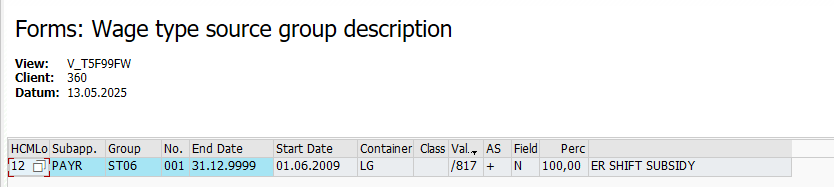 Forms: Wage type source group description
View: V_T5F99FW
Client: 360
Datum: 13.05.2025
HCMLo Subapp. Group No. End Date Start Date Container Class Val.. AS Field Perc
12 PAYR ST06 001 31.12.9999 01.06.2009 LG /817 + N 100,00 ER SHIFT SUBSIDY